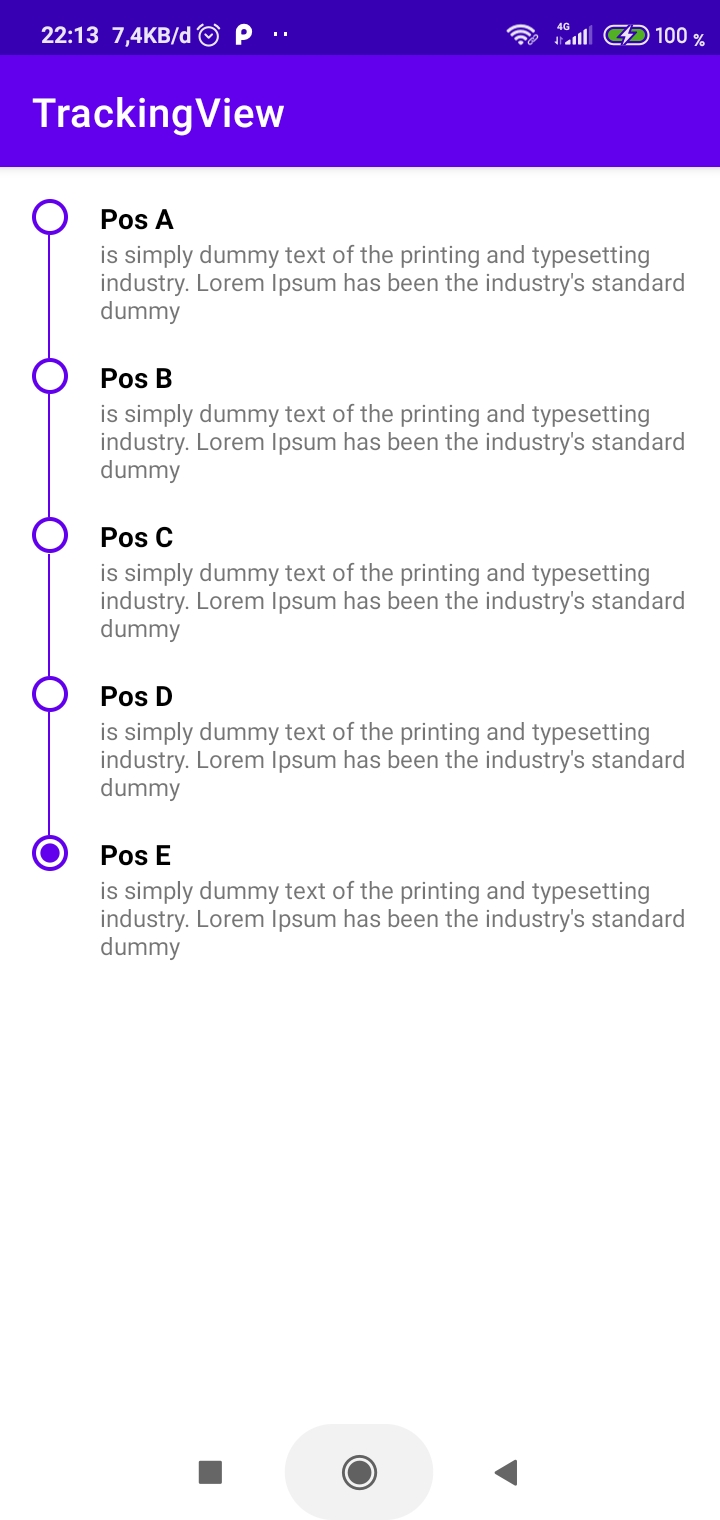 22:13 7,4KB/d 4G 100 %
TrackingView
Pos A
is simply dummy text of the printing and typesetting
industry. Lorem Ipsum has been the industry's standard
dummy
Pos B
is simply dummy text of the printing and typesetting
industry. Lorem Ipsum has been the industry's standard
dummy
Pos C
is simply dummy text of the printing and typesetting
industry. Lorem Ipsum has been the industry's standard
dummy
Pos D
is simply dummy text of the printing and typesetting
industry. Lorem Ipsum has been the industry's standard
dummy
Pos E
is simply dummy text of the printing and typesetting
industry. Lorem Ipsum has been the industry's standard
dummy